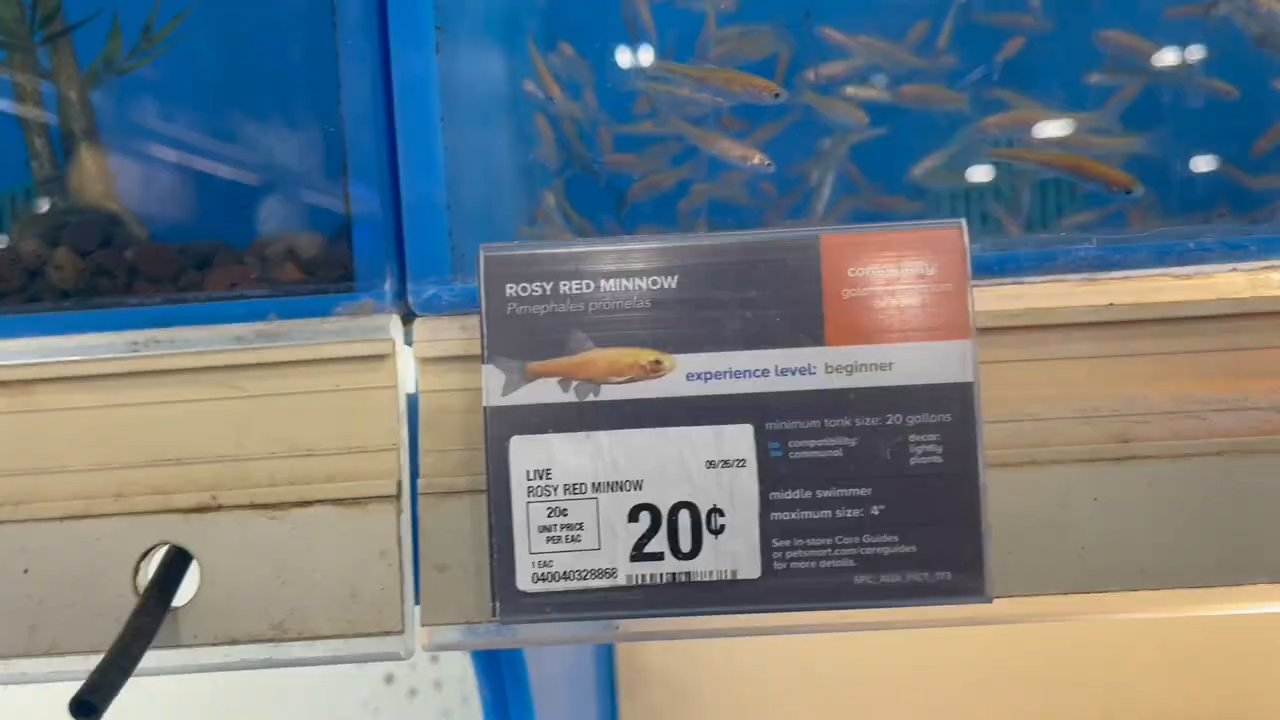 ROSY RED MINNOW
Pimephales promelas
community
experience level: beginner
minimum tank size: 20 gallons
compatibility:
communal
decor:
lightly
plants
middle swimmer
maximum size: 4"
See in-store Care Guides
or petsmart.com/careguides
for more details.
LIVE
09/26/22
ROSY RED MINNOW
20¢
UNIT PRICE
PER EAC
20¢
1 EAC
040040328868